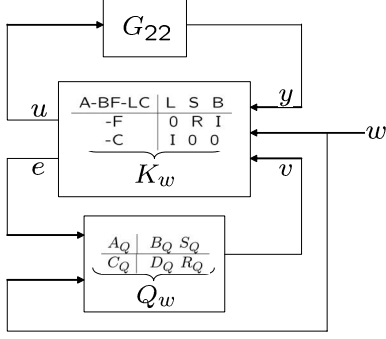 G22
u
y
A-BF-LC L S B
-F 0 R I
-C I 0 0
w
e
Kw
v
AQ BQ SQ
CQ DQ RQ
Qw